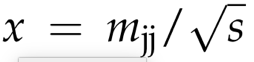 x = m_jj / √s